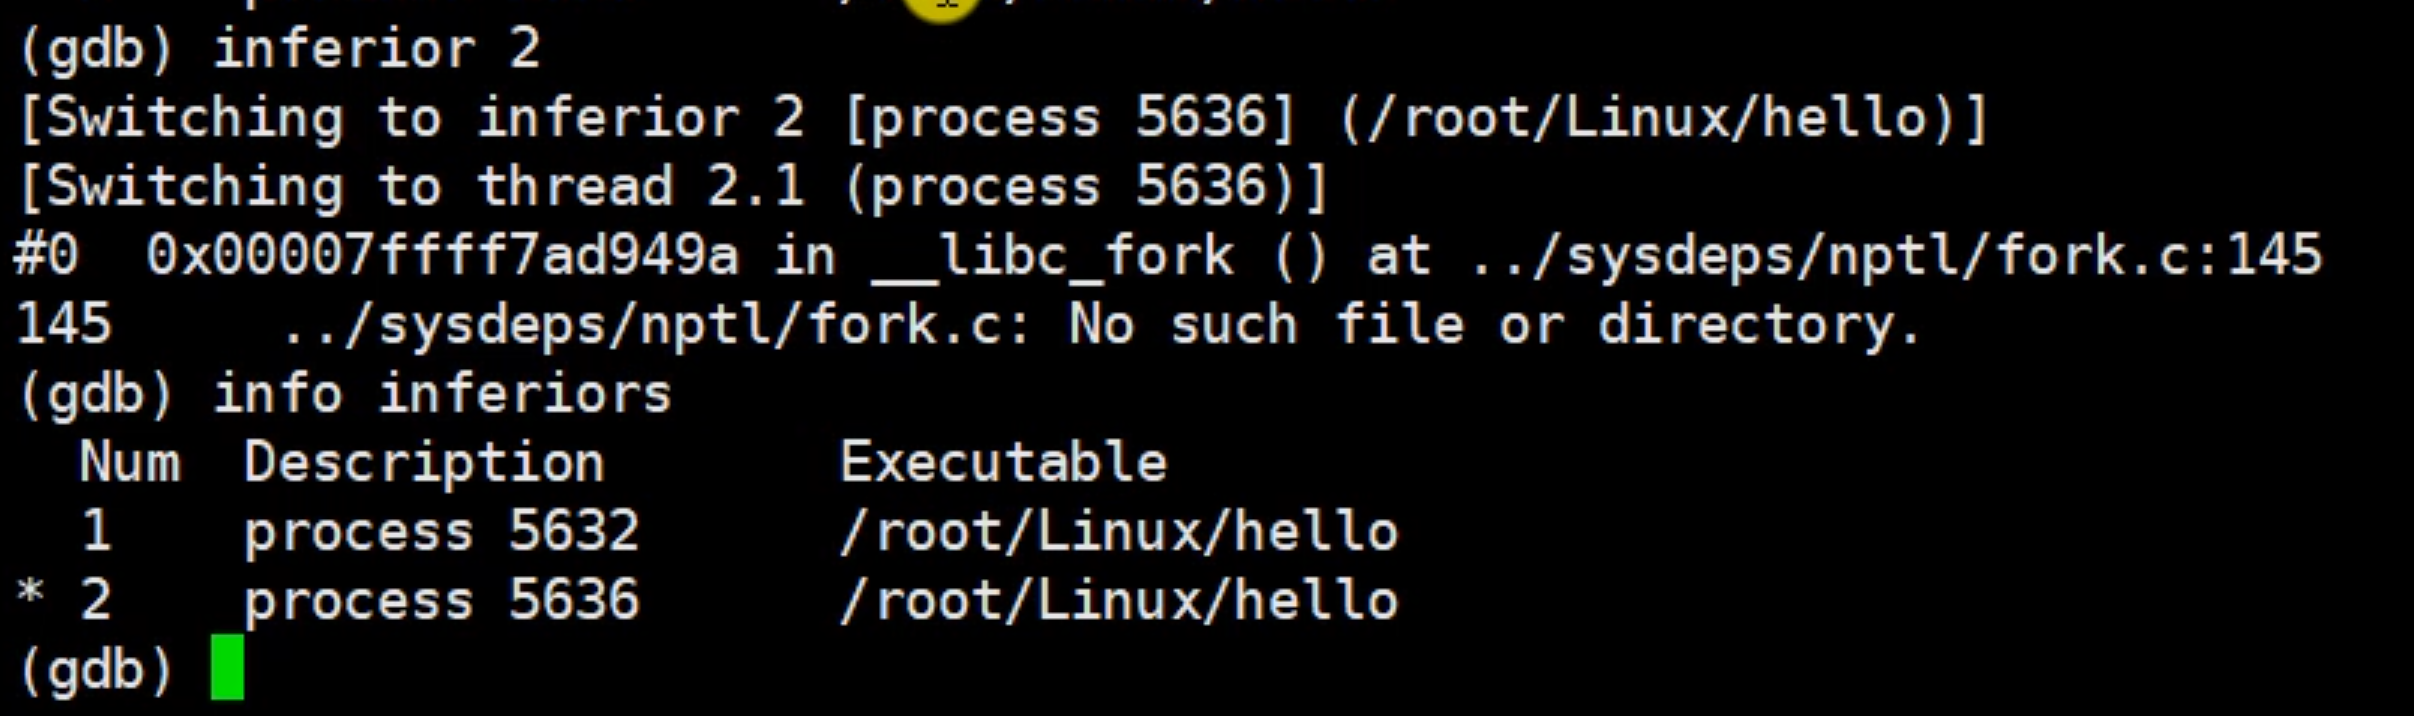 (gdb) inferior 2
[Switching to inferior 2 [process 5636] (/root/Linux/hello)]
[Switching to thread 2.1 (process 5636)]
#0  0x00007ffff7ad949a in __libc_fork () at ../sysdeps/nptl/fork.c:145
145     ../sysdeps/nptl/fork.c: No such file or directory.
(gdb) info inferiors
  Num  Description       Executable
  1    process 5632      /root/Linux/hello
* 2    process 5636      /root/Linux/hello
(gdb)